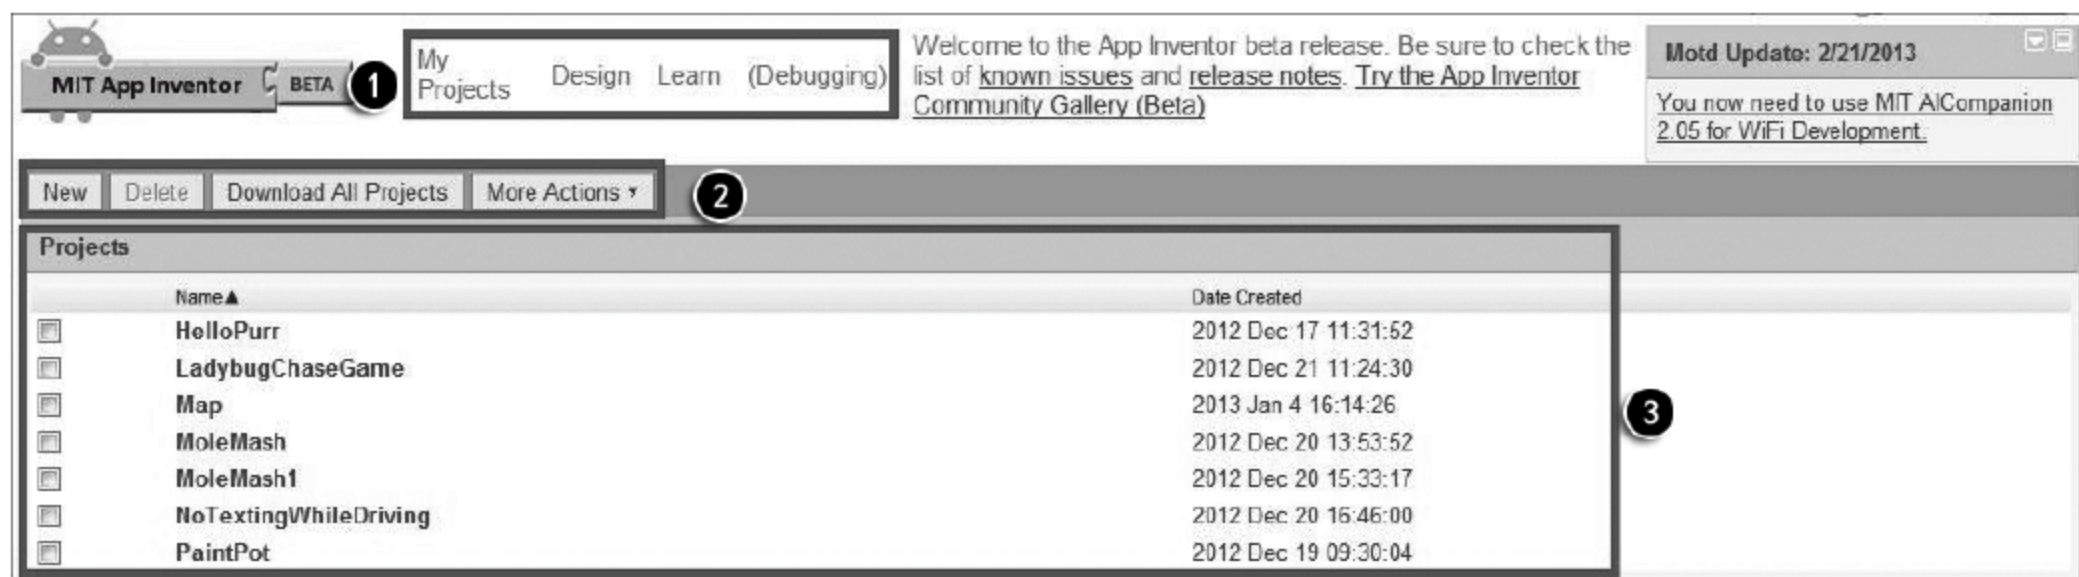 MIT App Inventor BETA
1
My Projects
Design
Learn
(Debugging)
Welcome to the App Inventor beta release. Be sure to check the
list of known issues and release notes. Try the App Inventor
Community Gallery (Beta)
Motd Update: 2/21/2013
You now need to use MIT AICompanion
2.05 for WiFi Development.
New Delete Download All Projects More Actions
2
Projects
Name▲ Date Created
HelloPurr 2012 Dec 17 11:31:52
LadybugChaseGame 2012 Dec 21 11:24:30
Map 2013 Jan 4 16:14:26
3
MoleMash 2012 Dec 20 13:53:52
MoleMash1 2012 Dec 20 15:33:17
NoTextingWhileDriving 2012 Dec 20 16:46:00
PaintPot 2012 Dec 19 09:30:04